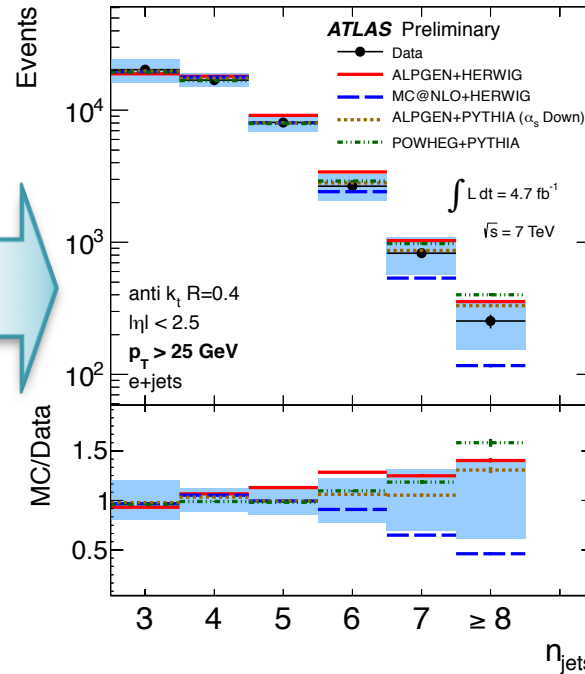 ATLAS Preliminary
Events
10⁴
10³
10²
Data
ALPGEN+HERWIG
MC@NLO+HERWIG
ALPGEN+PYTHIA (αs Down)
POWHEG+PYTHIA
∫ L dt = 4.7 fb⁻¹
√s = 7 TeV
anti kt R=0.4
|η| < 2.5
pT > 25 GeV
e+jets
MC/Data
1.5
1
0.5
3 4 5 6 7 ≥ 8
njets